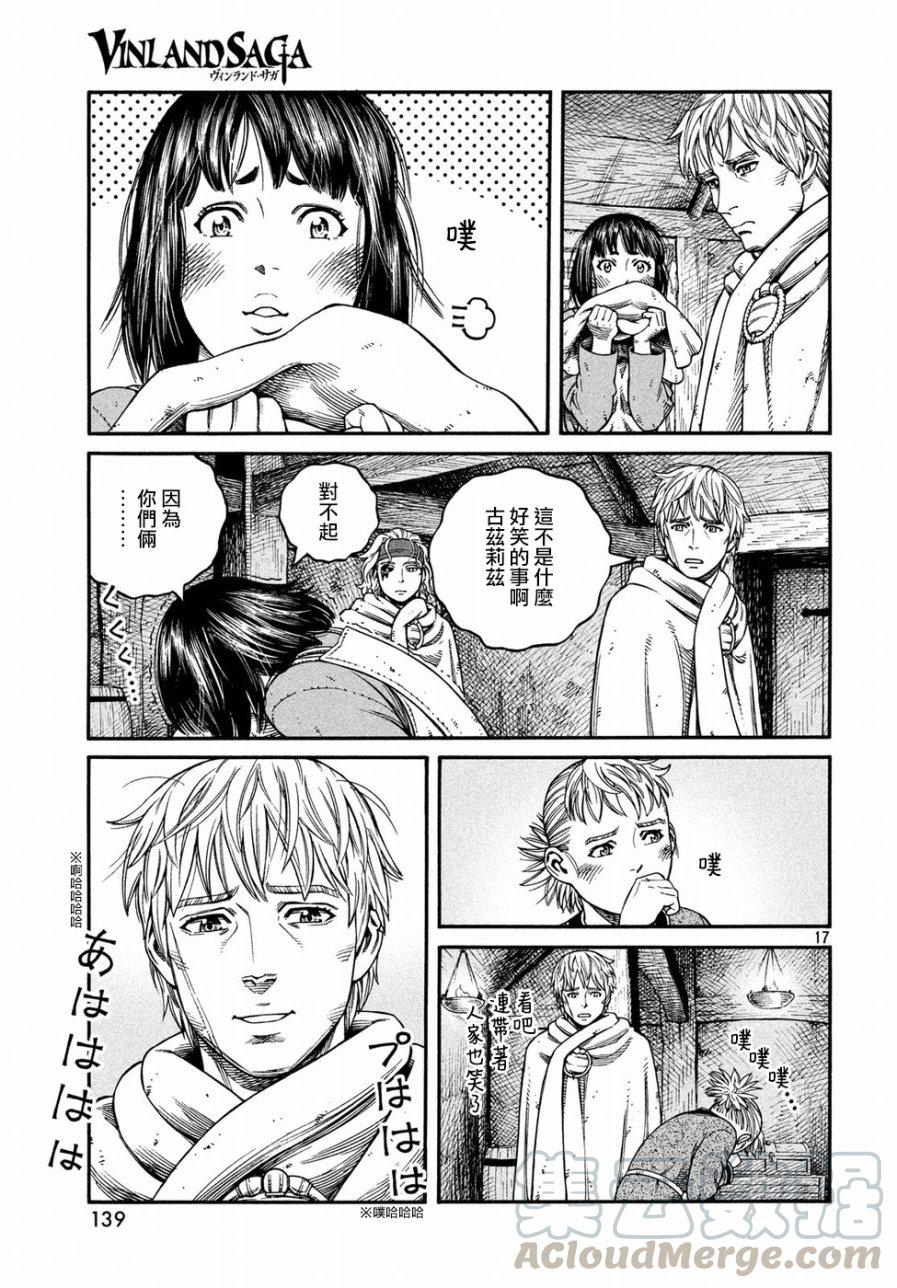 VINLAND SAGA
ヴィンランド・サガ
噗
這不是什麼
好笑的事啊
古茲莉茲
對不起
因為
你們倆
………
くくく…
噗
17
看吧
連帶著
人家也笑了
噗噗噗…
あはははは
※啊哈哈哈哈
プははは
※噗哈哈哈
139
集云数据
AcloudMerge.com